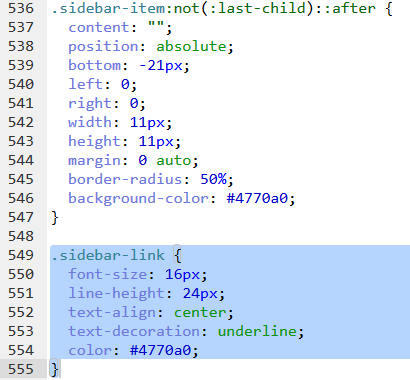 536 .sidebar-item:not(:last-child)::after {
537   content: "";
538   position: absolute;
539   bottom: -21px;
540   left: 0;
541   right: 0;
542   width: 11px;
543   height: 11px;
544   margin: 0 auto;
545   border-radius: 50%;
546   background-color: #4770a0;
547 }
548
549 .sidebar-link {
550   font-size: 16px;
551   line-height: 24px;
552   text-align: center;
553   text-decoration: underline;
554   color: #4770a0;
555 }